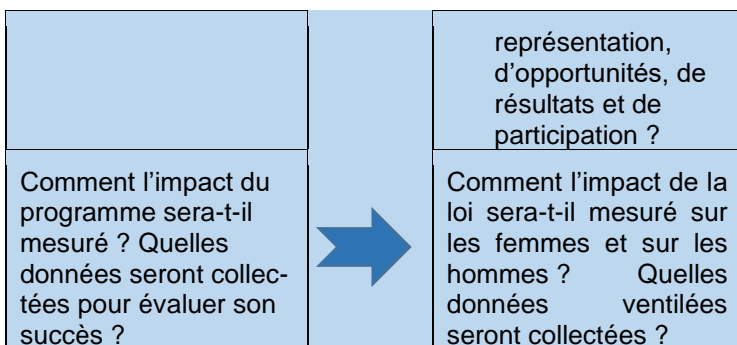 représentation,
d’opportunités, de
résultats et de
participation ?
Comment l’impact du
programme sera-t-il
mesuré ? Quelles
données seront collec-
tées pour évaluer son
succès ?
Comment l’impact de la
loi sera-t-il mesuré sur
les femmes et sur les
hommes ? Quelles
données ventilées
seront collectées ?